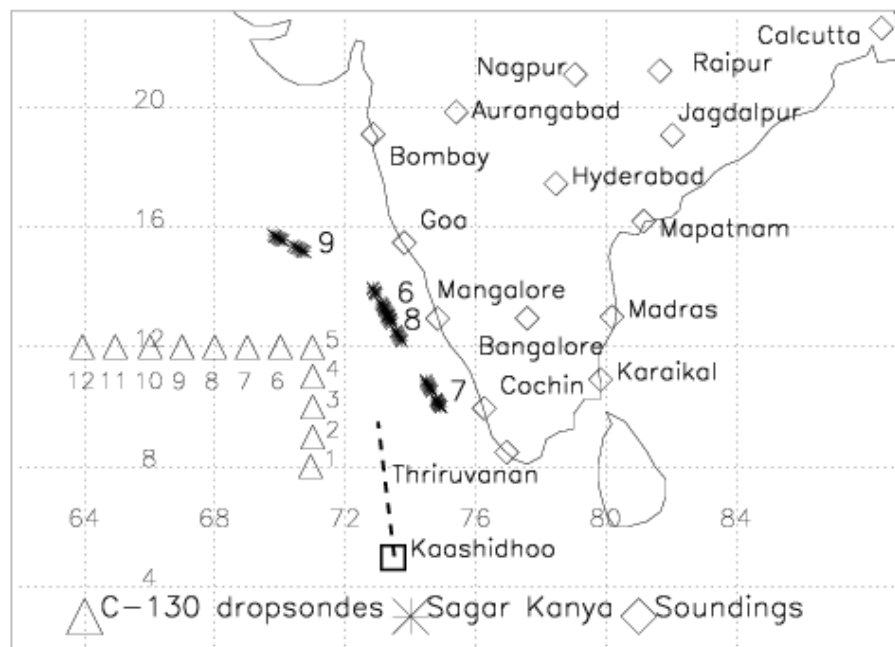 Calcutta
Nagpur Raipur
20 Aurangabad Jagdalpur
Bombay
Hyderabad
16 Goa Mapatnam
9
6 Mangalore
8 Madras
12 5 Bangalore
12 11 10 9 8 7 6 4 Cochin Karaikal
3 7
2
8 1 Thriruvanan
64 68 72 76 80 84
Kaashidhoo
4
C-130 dropsondes Sagar Kanya Soundings